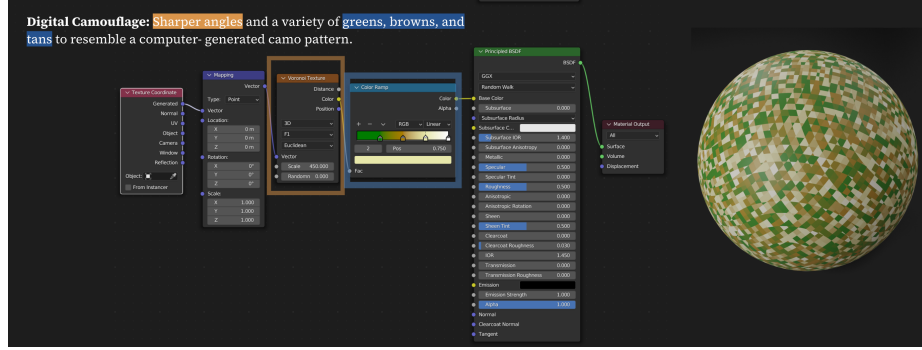 Digital Camouflage: Sharper angles and a variety of greens, browns, and
tans to resemble a computer- generated camo pattern.
Texture Coordinate
Generated
Normal
UV
Object
Camera
Window
Reflection
Object:
From Instancer
Mapping
Vector
Type: Point
Vector
Location:
X 0 m
Y 0 m
Z 0 m
Rotation:
X 0°
Y 0°
Z 0°
Scale:
X 1.000
Y 1.000
Z 1.000
Voronoi Texture
Distance
Color
Position
3D
F1
Euclidean
Vector
Scale 450.000
Randomn 0.000
Color Ramp
Color
Alpha
+ − RGB Linear
2 Pos 0.750
Fac
Principled BSDF
BSDF
GGX
Random Walk
Base Color
Subsurface 0.000
Subsurface Radius
Subsurface C...
Subsurface IOR 1.400
Subsurface Anisotropy 0.000
Metallic 0.000
Specular 0.500
Specular Tint 0.000
Roughness 0.500
Anisotropic 0.000
Anisotropic Rotation 0.000
Sheen 0.000
Sheen Tint 0.500
Clearcoat 0.000
Clearcoat Roughness 0.030
IOR 1.450
Transmission 0.000
Transmission Roughness 0.000
Emission
Emission Strength 1.000
Alpha 1.000
Normal
Clearcoat Normal
Tangent
Material Output
All
Surface
Volume
Displacement